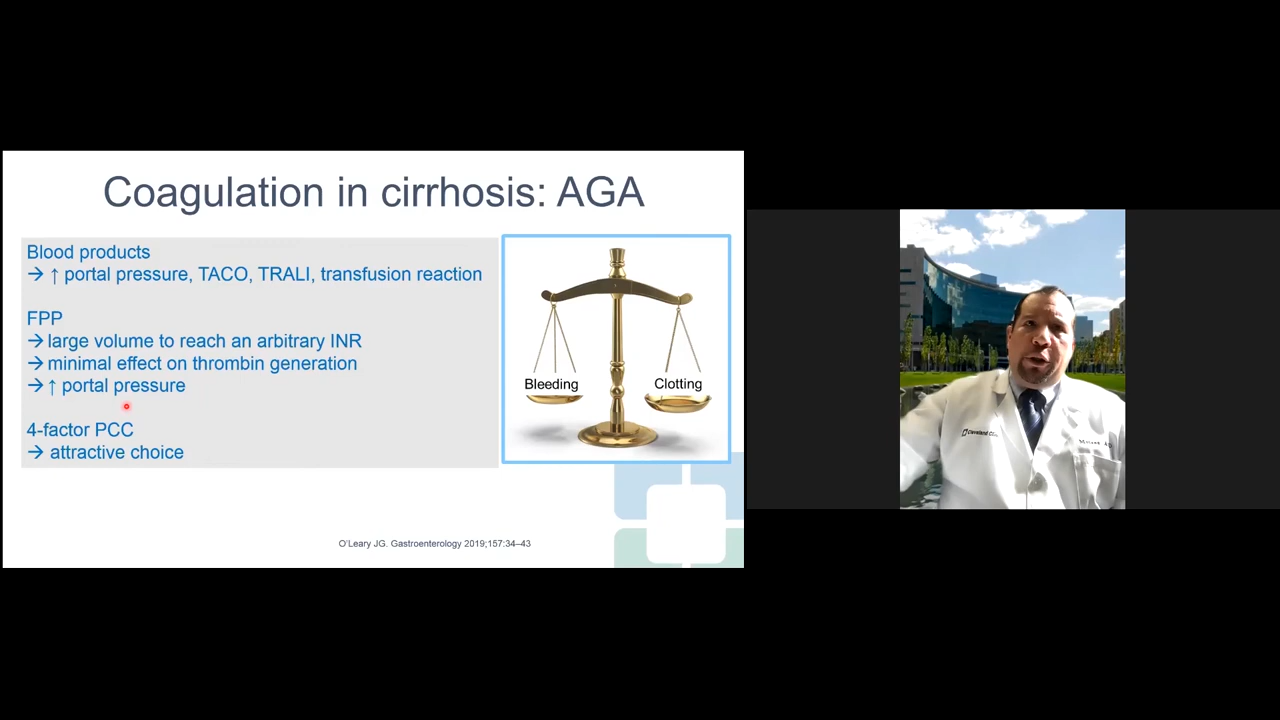 Coagulation in cirrhosis: AGA
Blood products
→ ↑ portal pressure, TACO, TRALI, transfusion reaction
FPP
→ large volume to reach an arbitrary INR
→ minimal effect on thrombin generation
→ ↑ portal pressure
4-factor PCC
→ attractive choice
Bleeding
Clotting
O'Leary JG. Gastroenterology 2019;157:34–43
Cleveland